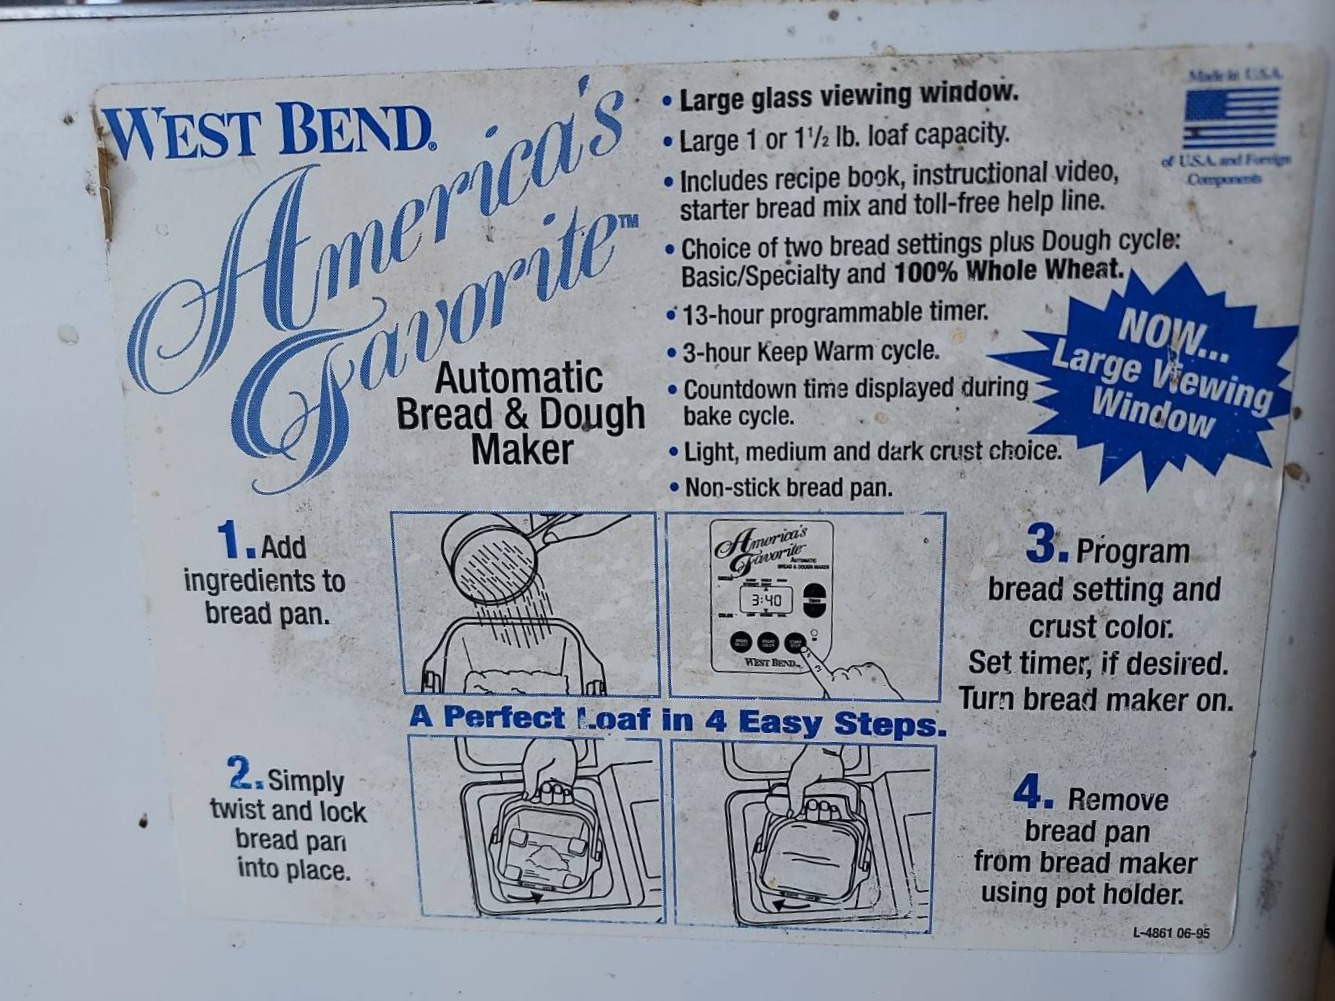 WEST BEND®
America's
Favorite™
Automatic
Bread & Dough
Maker
• Large glass viewing window.
• Large 1 or 1 1/2 lb. loaf capacity.
• Includes recipe book, instructional video,
starter bread mix and toll-free help line.
• Choice of two bread settings plus Dough cycle:
Basic/Specialty and 100% Whole Wheat.
• 13-hour programmable timer.
• 3-hour Keep Warm cycle.
• Countdown time displayed during
bake cycle.
• Light, medium and dark crust choice.
• Non-stick bread pan.
Made in U.S.A.
of U.S.A. and Foreign
Components
NOW...
Large Viewing
Window
1. Add
ingredients to
bread pan.
America's
Favorite
AUTOMATIC
BREAD & DOUGH MAKER
3:40
COLOR
WEST BEND
3. Program
bread setting and
crust color.
Set timer, if desired.
Turn bread maker on.
A Perfect Loaf in 4 Easy Steps.
2. Simply
twist and lock
bread pan
into place.
4. Remove
bread pan
from bread maker
using pot holder.
L-4861 06-95